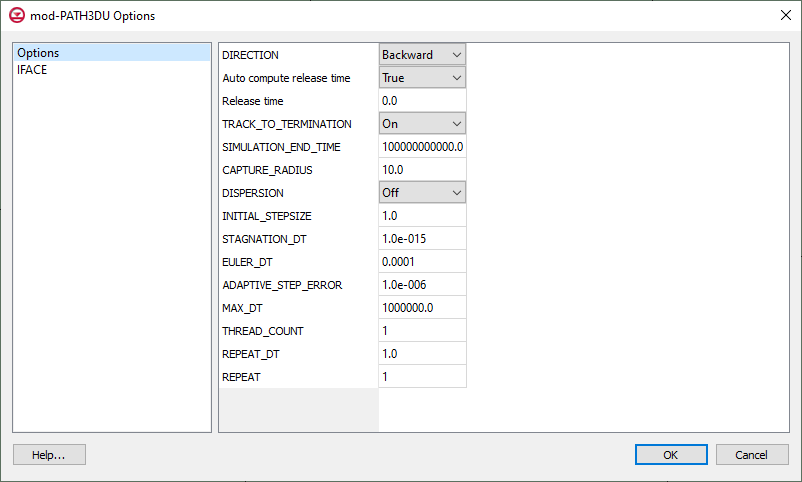 mod-PATH3DU Options
Options
IFACE
DIRECTION Backward
Auto compute release time True
Release time 0.0
TRACK_TO_TERMINATION On
SIMULATION_END_TIME 100000000000.0
CAPTURE_RADIUS 10.0
DISPERSION Off
INITIAL_STEPSIZE 1.0
STAGNATION_DT 1.0e-015
EULER_DT 0.0001
ADAPTIVE_STEP_ERROR 1.0e-006
MAX_DT 1000000.0
THREAD_COUNT 1
REPEAT_DT 1.0
REPEAT 1
Help... OK Cancel